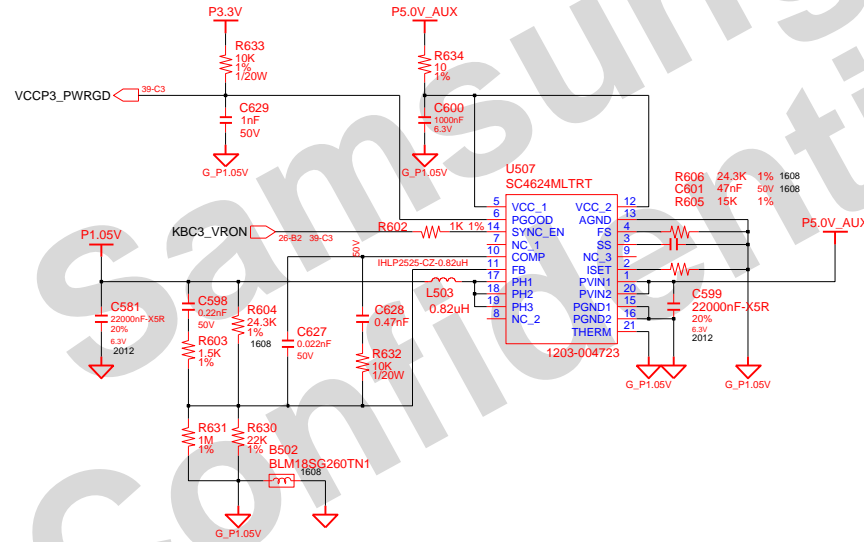 P3.3V
P5.0V_AUX
R633
10K
1%
1/20W
R634
10
1%
VCCP3_PWRGD
39-C3
C629
1nF
50V
C600
1000nF
6.3V
G_P1.05V
G_P1.05V
U507
SC4624MLTRT
R606 24.3K 1% 1608
C601 47nF 50V 1608
R605 15K 1%
5 VCC_1 VCC_2 12
6 PGOOD AGND 13
14 SYNC_EN FS 4
7 NC_1 SS 3
10 COMP NC_3 9
11 FB ISET 2
17 PH1 PVIN1 1
18 PH2 PVIN2 20
19 PH3 PGND1 15
8 NC_2 PGND2 16
THERM 21
1203-004723
P1.05V
KBC3_VRON
26-B2 39-C3
R602
1K 1%
50V
IHLP2525-CZ-0.82uH
L503
0.82uH
P5.0V_AUX
C581
22000nF-X5R
20%
6.3V
2012
C598
0.22nF
50V
R603
1.5K
1%
R604
24.3K
1%
1608
C627
0.022nF
50V
C628
0.47nF
R632
10K
1/20W
C599
22000nF-X5R
20%
6.3V
2012
G_P1.05V
G_P1.05V
R631
1M
1%
R630
22K
1%
B502
BLM18SG260TN1
1608
G_P1.05V
Samsung
Confidenti